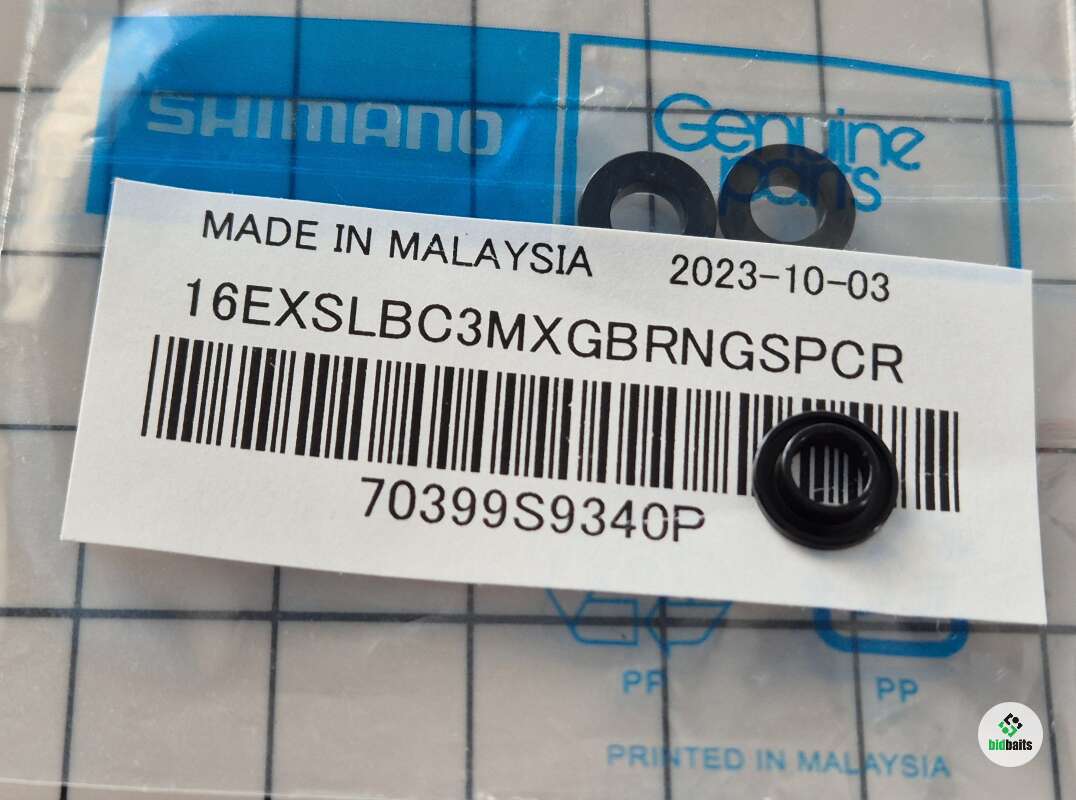 SHIMANO
Genuine
parts
MADE IN MALAYSIA 2023-10-03
16EXSLBC3MXGBRNGSPCR
70399S9340P
PP PP
PRINTED IN MALAYSIA
bidbaits